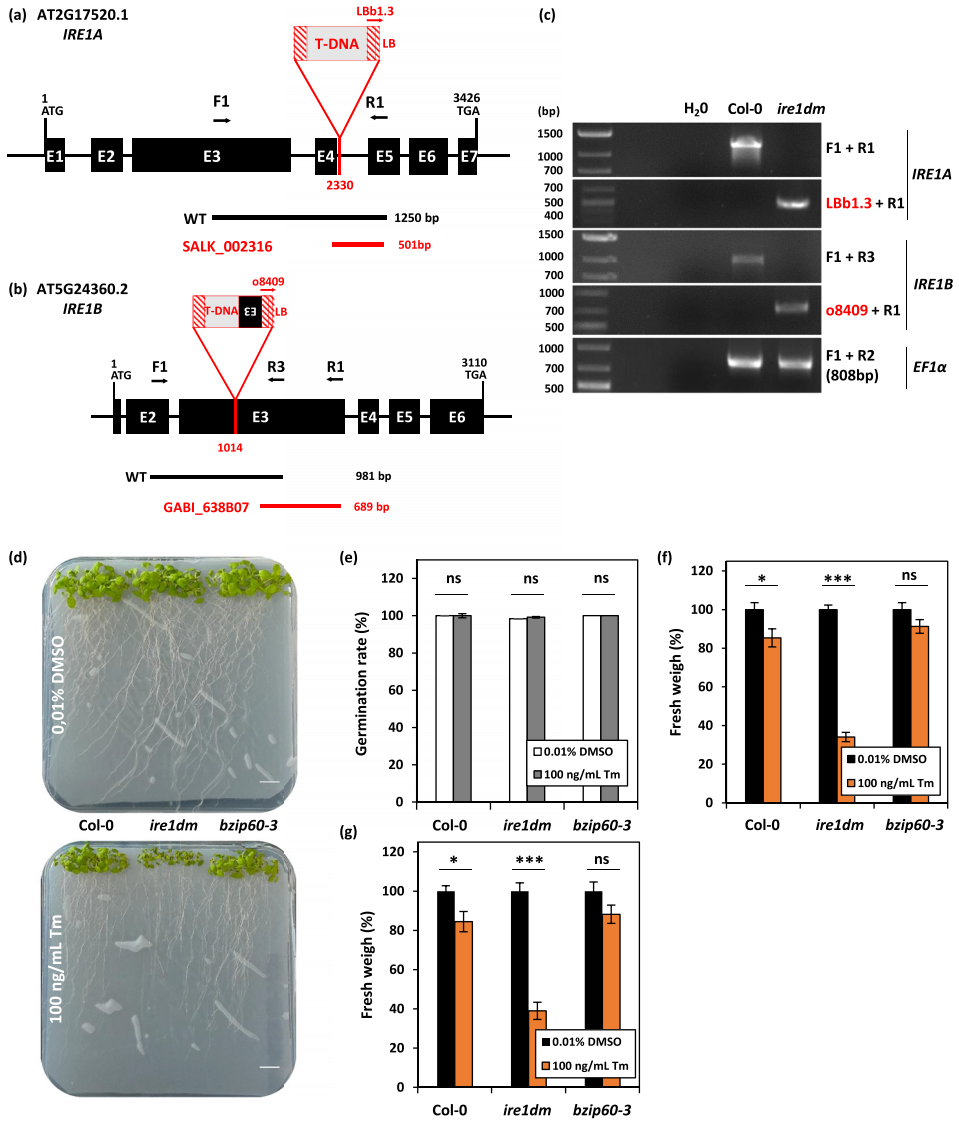 (a) AT2G17520.1
IRE1A
LBb1.3
T-DNA
LB
1
ATG
F1
R1
3426
TGA
E1 E2 E3 E4 E5 E6 E7
2330
WT 1250 bp
SALK_002316 501bp
(b) AT5G24360.2
IRE1B
o8409
T-DNA E3 LB
1
ATG
F1
R3 R1
3110
TGA
E2 E3 E4 E5 E6
1014
WT 981 bp
GABI_638B07 689 bp
(c)
(bp) H20 Col-0 ire1dm
1500
1000
700
F1 + R1
IRE1A
700
500
400
LBb1.3 + R1
1500
1000
700
F1 + R3
IRE1B
1000
700
500
o8409 + R1
1000
700
500
F1 + R2
(808bp)
EF1α
(d)
0,01% DMSO
Col-0 ire1dm bzip60-3
100 ng/mL Tm
(e)
Germination rate (%)
120
100
80
60
40
20
0
ns ns ns
0.01% DMSO
100 ng/mL Tm
Col-0 ire1dm bzip60-3
(f)
Fresh weigh (%)
120
100
80
60
40
20
0
* *** ns
0.01% DMSO
100 ng/mL Tm
Col-0 ire1dm bzip60-3
(g)
Fresh weigh (%)
120
100
80
60
40
20
0
* *** ns
0.01% DMSO
100 ng/mL Tm
Col-0 ire1dm bzip60-3